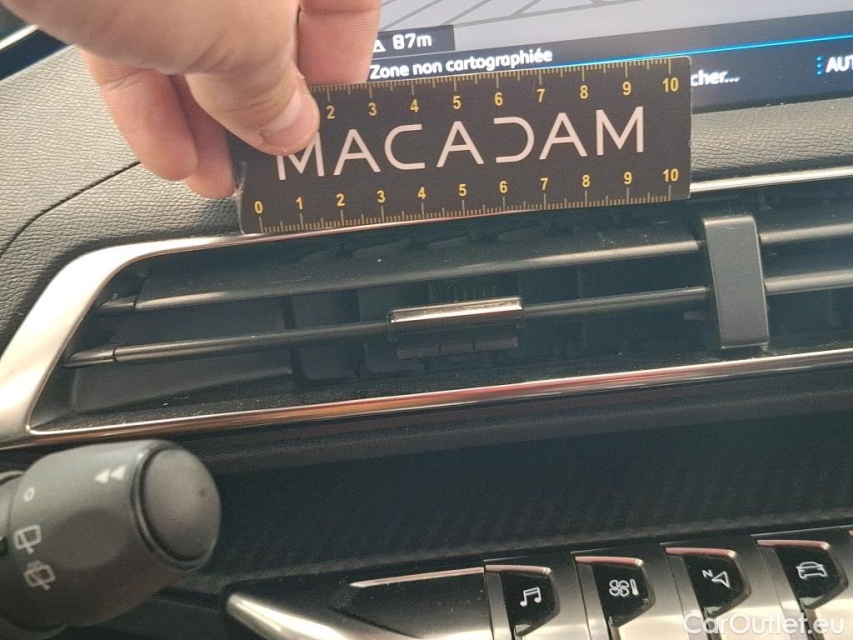 87m
Zone non cartographiée
cher...
AUT
2 3 4 5 6 7 8 9 10
MACADAM
0 1 2 3 4 5 6 7 8 9 10
N
CarOutlet.eu